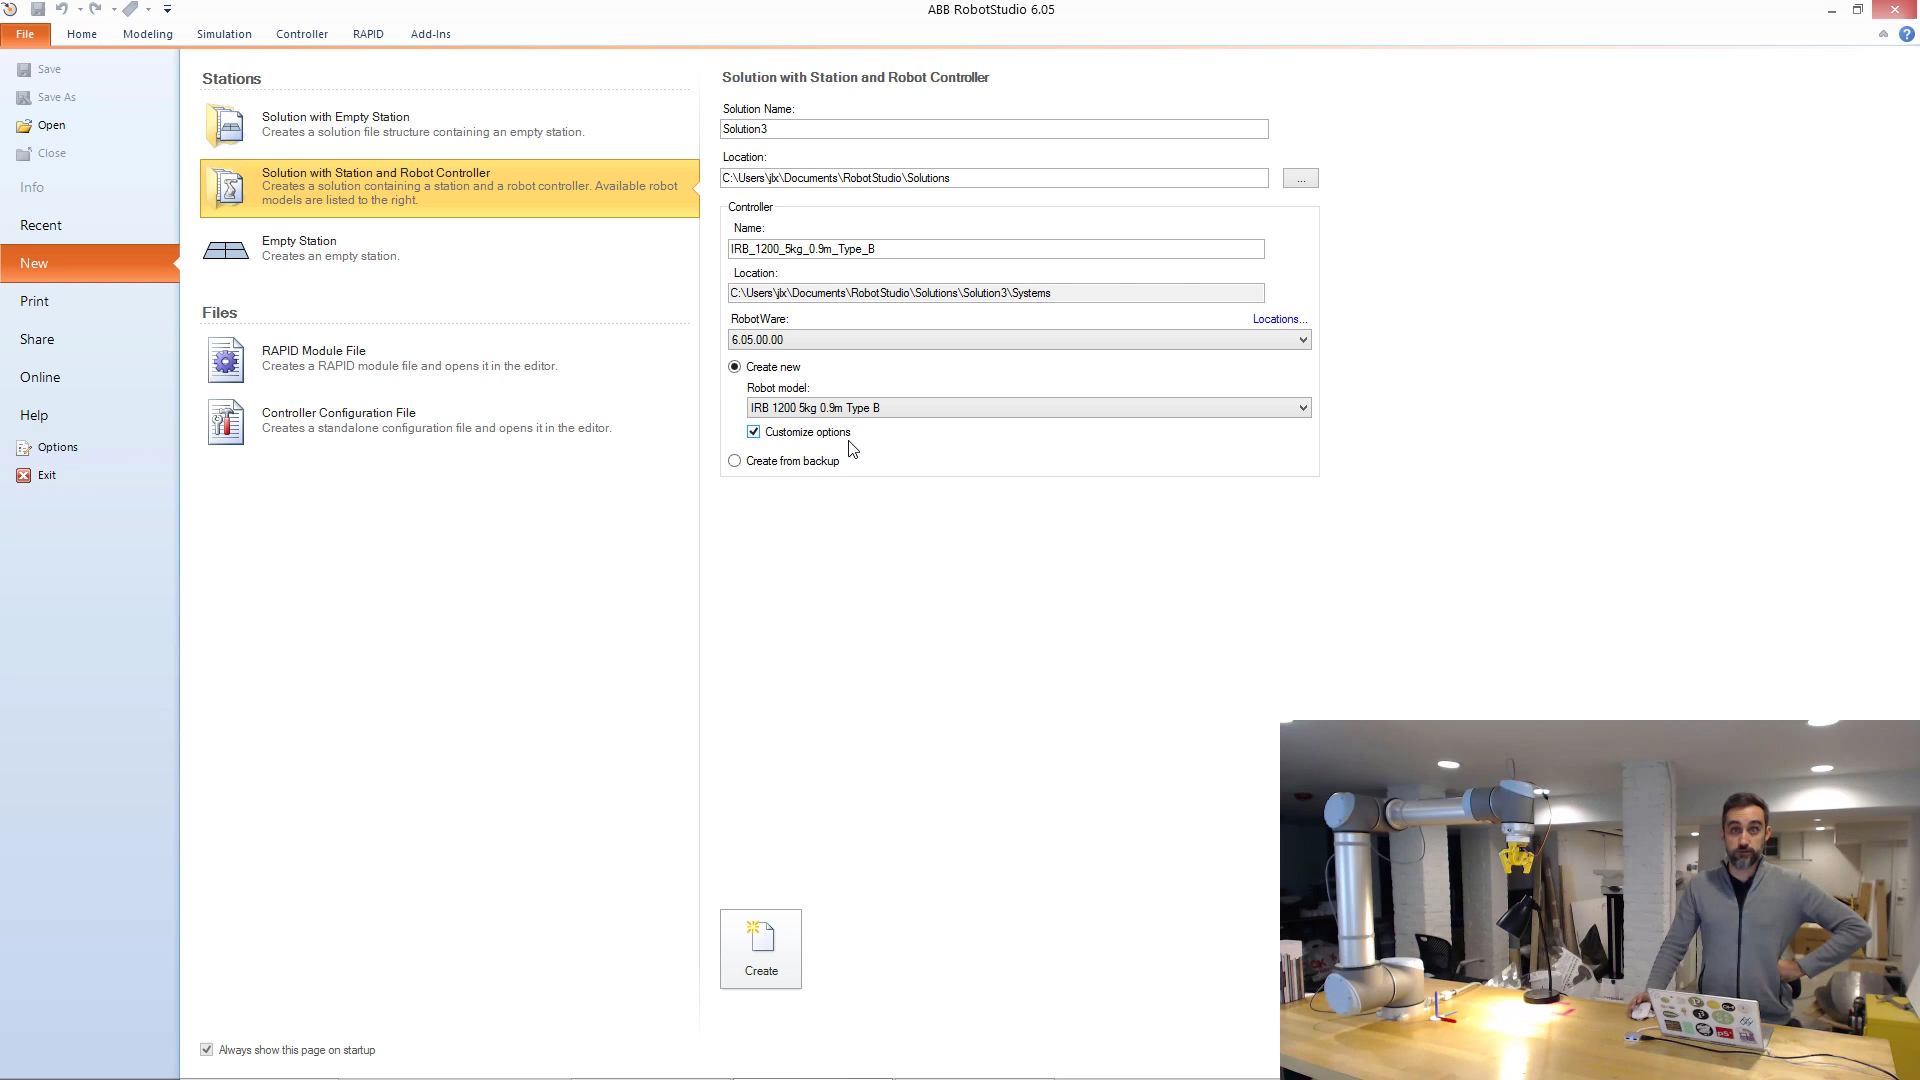 ABB RobotStudio 6.05
File
Home
Modeling
Simulation
Controller
RAPID
Add-Ins
Save
Save As
Open
Close
Info
Recent
New
Print
Share
Online
Help
Options
Exit
Stations
Solution with Empty Station
Creates a solution file structure containing an empty station.
Solution with Station and Robot Controller
Creates a solution containing a station and a robot controller. Available robot
models are listed to the right.
Empty Station
Creates an empty station.
Files
RAPID Module File
Creates a RAPID module file and opens it in the editor.
Controller Configuration File
Creates a standalone configuration file and opens it in the editor.
Always show this page on startup
Solution with Station and Robot Controller
Solution Name:
Solution3
Location:
C:\Users\jlx\Documents\RobotStudio\Solutions
...
Controller
Name:
IRB_1200_5kg_0.9m_Type_B
Location:
C:\Users\jlx\Documents\RobotStudio\Solutions\Solution3\Systems
RobotWare:
Locations...
6.05.00.00
Create new
Robot model:
IRB 1200 5kg 0.9m Type B
Customize options
Create from backup
Create